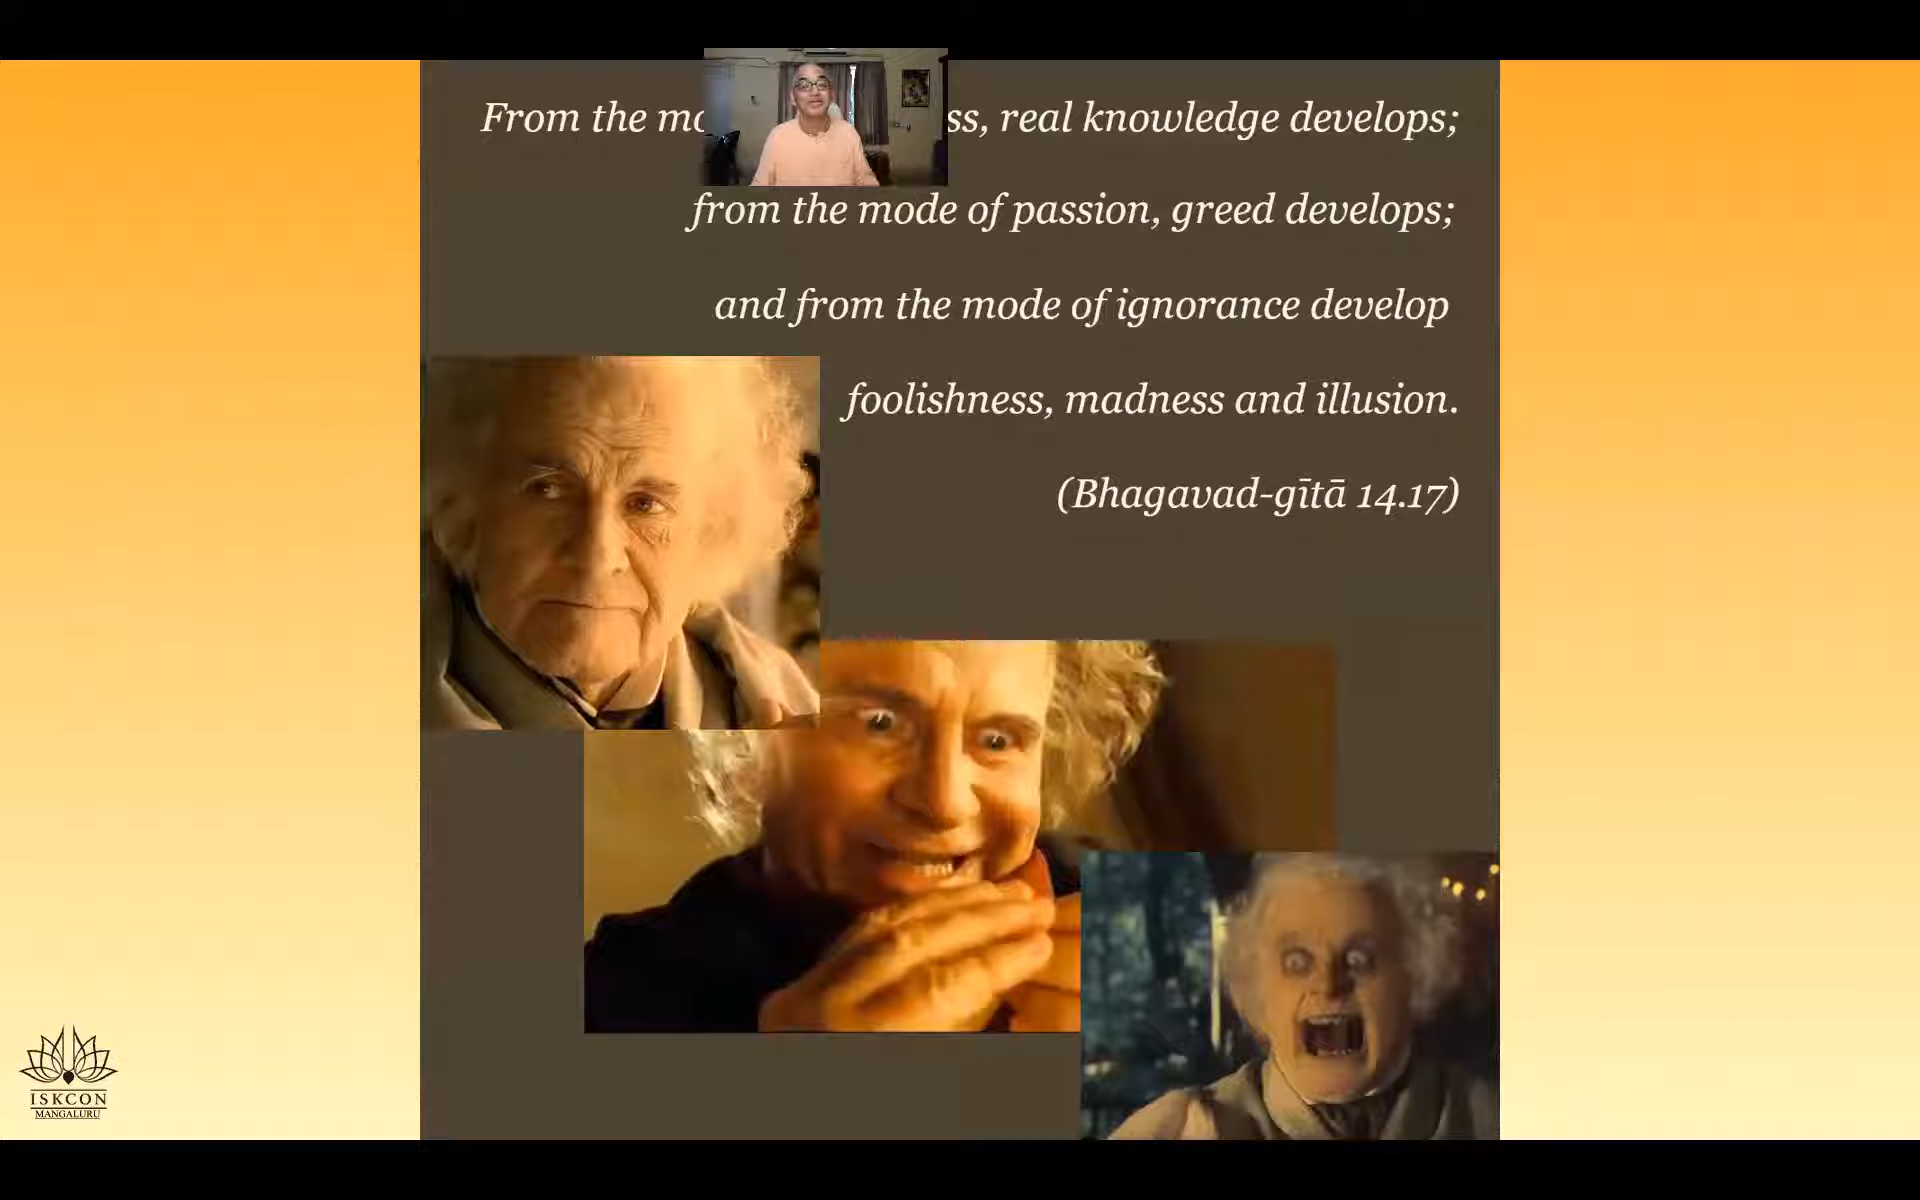 From the ss, real knowledge develops;
from the mode of passion, greed develops;
and from the mode of ignorance develop
foolishness, madness and illusion.
(Bhagavad-gītā 14.17)
ISKCON
MANGALURU